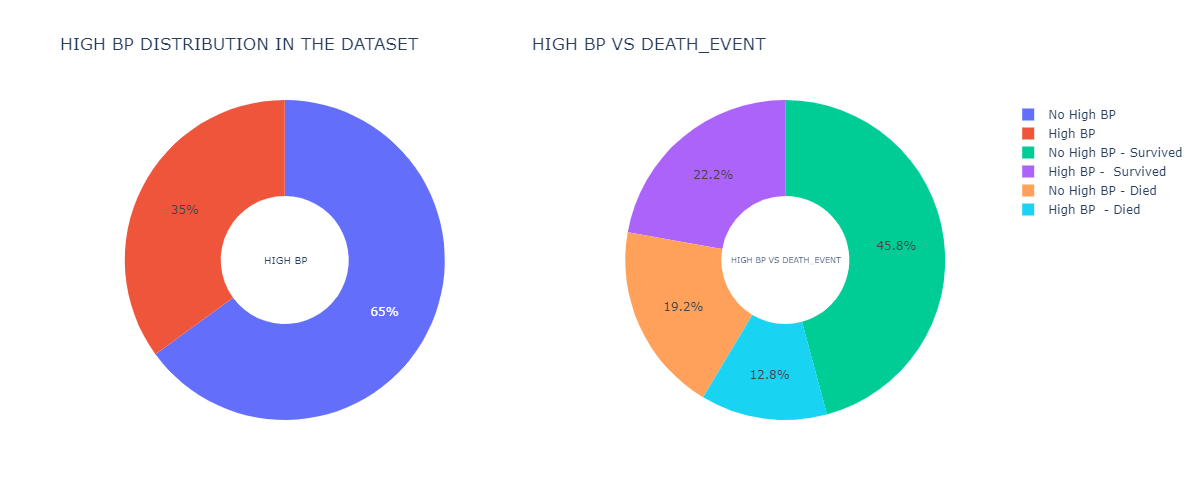 HIGH BP DISTRIBUTION IN THE DATASET
HIGH BP VS DEATH_EVENT
35%
HIGH BP
65%
22.2%
45.8%
HIGH BP VS DEATH_EVENT
19.2%
12.8%
No High BP
High BP
No High BP - Survived
High BP -  Survived
No High BP - Died
High BP  - Died